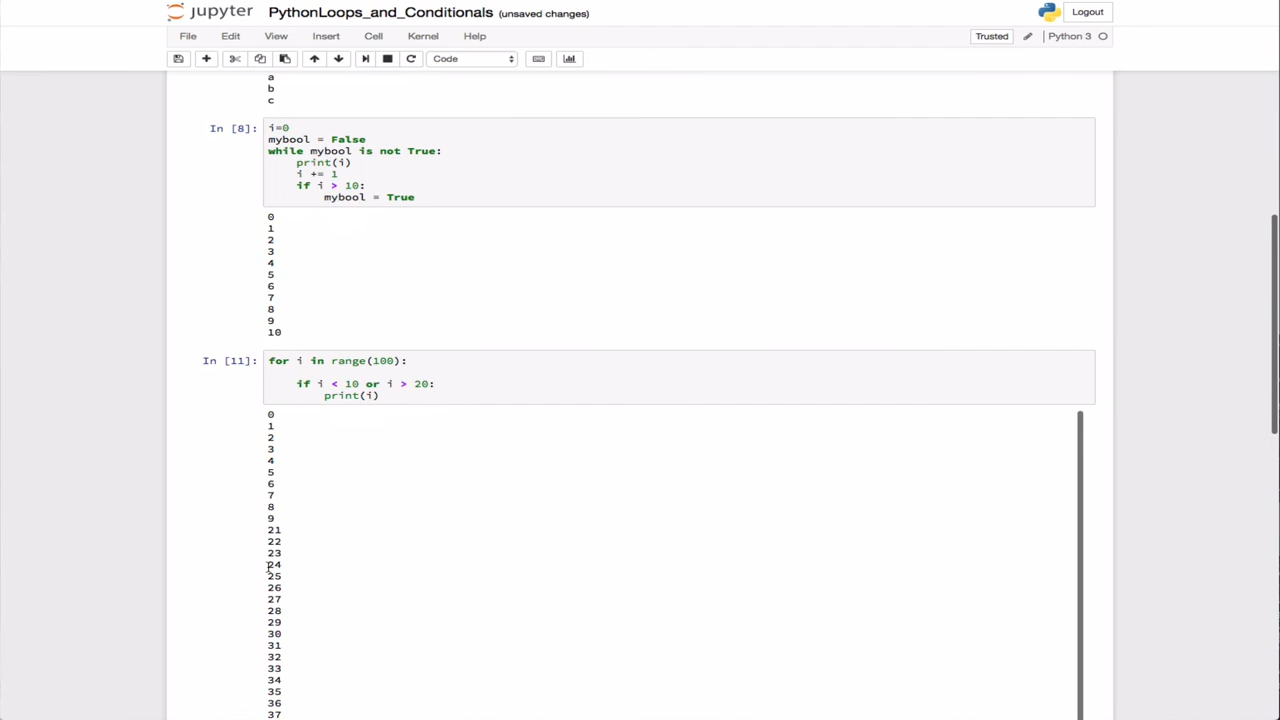 jupyter PythonLoops_and_Conditionals (unsaved changes) Logout
File Edit View Insert Cell Kernel Help Trusted Python 3
Code
a
b
c
In [8]: i=0
mybool = False
while mybool is not True:
    print(i)
    i += 1
    if i > 10:
        mybool = True
0
1
2
3
4
5
6
7
8
9
10
In [11]: for i in range(100):
    if i < 10 or i > 20:
        print(i)
0
1
2
3
4
5
6
7
8
9
21
22
23
24
25
26
27
28
29
30
31
32
33
34
35
36
37